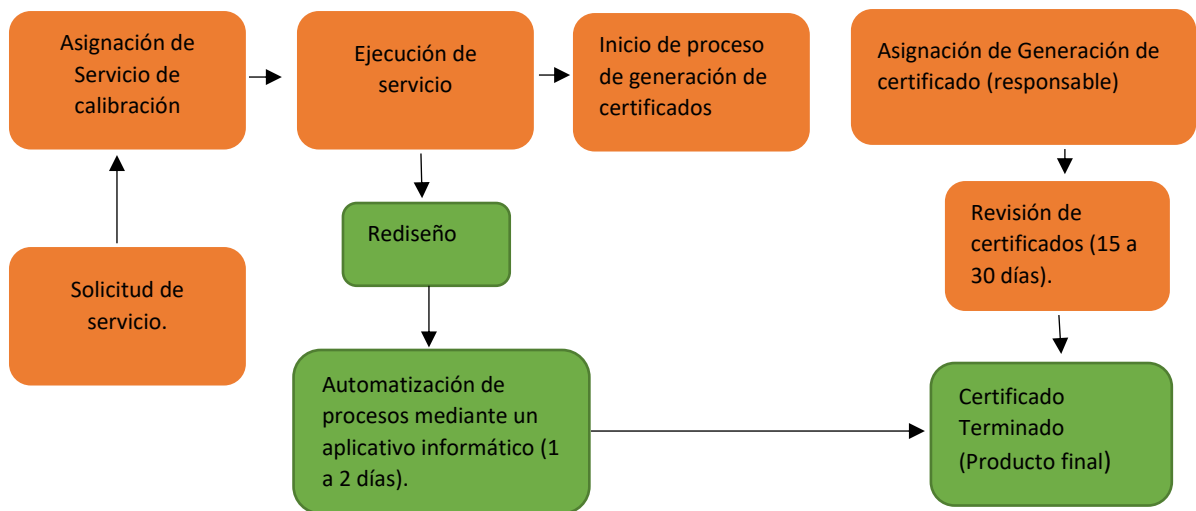 Asignación de
Servicio de
calibración
Ejecución de
servicio
Inicio de proceso
de generación de
certificados
Asignación de Generación de
certificado (responsable)
Rediseño
Revisión de
certificados (15 a
30 días).
Solicitud de
servicio.
Automatización de
procesos mediante un
aplicativo informático (1
a 2 días).
Certificado
Terminado
(Producto final)